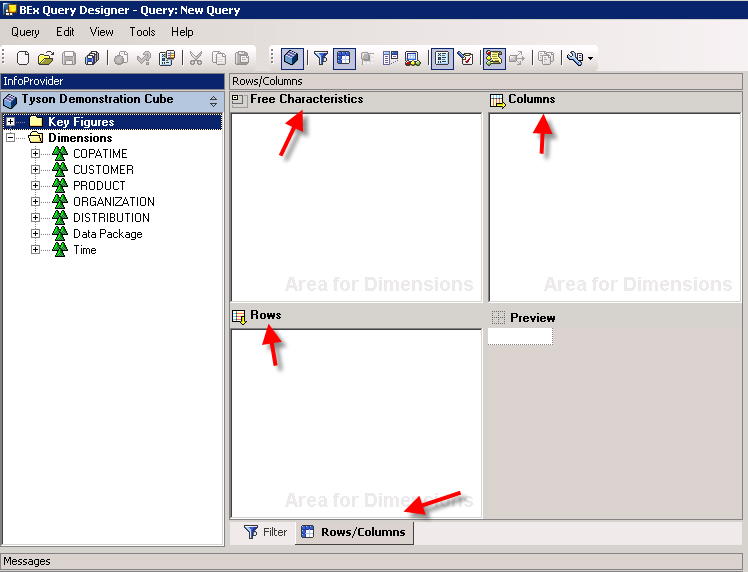 BEx Query Designer - Query: New Query
Query Edit View Tools Help
InfoProvider
Tyson Demonstration Cube
Key Figures
Dimensions
COPATIME
CUSTOMER
PRODUCT
ORGANIZATION
DISTRIBUTION
Data Package
Time
Rows/Columns
Free Characteristics
Area for Dimensions
Columns
Area for Dimensions
Rows
Area for Dimensions
Preview
Filter Rows/Columns
Messages